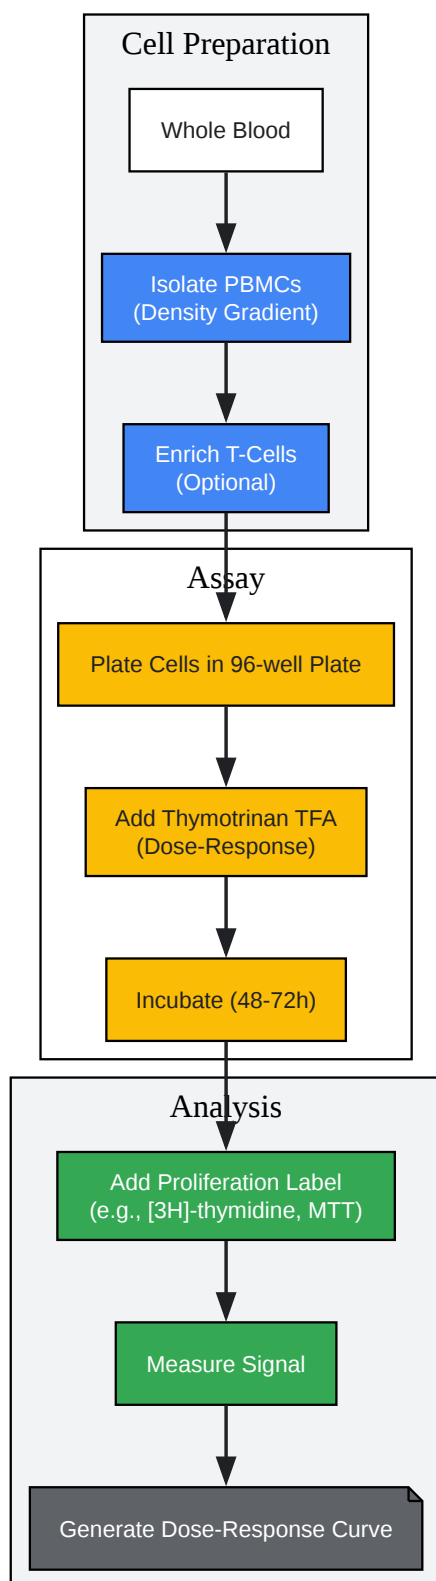 Cell Preparation
Whole Blood
Isolate PBMCs
(Density Gradient)
Enrich T-Cells
(Optional)
Assay
Plate Cells in 96-well Plate
Add Thymotrinan TFA
(Dose-Response)
Incubate (48-72h)
Analysis
Add Proliferation Label
(e.g., [3H]-thymidine, MTT)
Measure Signal
Generate Dose-Response Curve